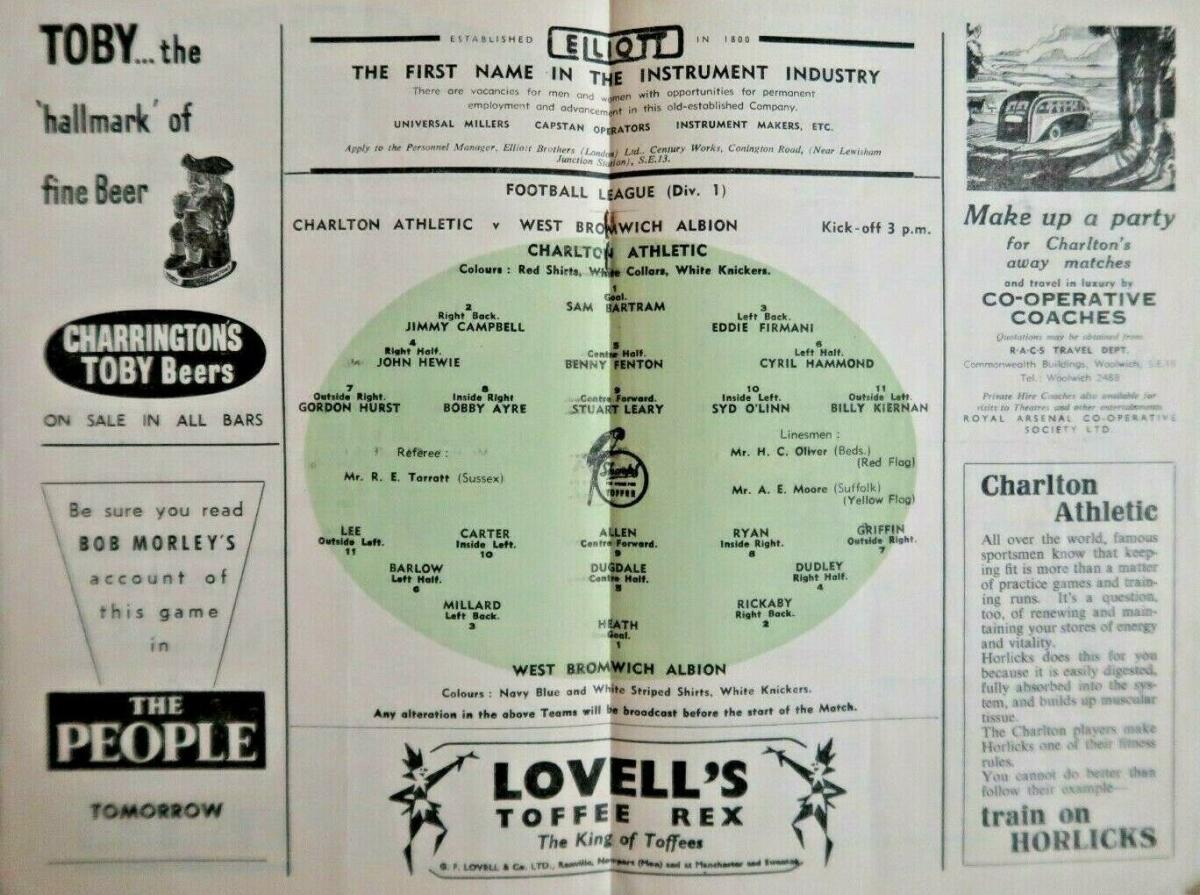 TOBY...the
'hallmark' of
fine Beer
CHARRINGTON'S
TOBY Beers
ON SALE IN ALL BARS
Be sure you read
BOB MORLEY'S
account of
this game
in
THE
PEOPLE
TOMORROW
ESTABLISHED ELLIOTT IN 1800
THE FIRST NAME IN THE INSTRUMENT INDUSTRY
There are vacancies for men and women with opportunities for permanent
employment and advancement in this old-established Company.
UNIVERSAL MILLERS CAPSTAN OPERATORS INSTRUMENT MAKERS, ETC.
Apply to the Personnel Manager, Elliott Brothers (London) Ltd., Century Works, Conington Road, (Near Lewisham
Junction Station), S.E.13.
FOOTBALL LEAGUE (Div. 1)
CHARLTON ATHLETIC v WEST BROMWICH ALBION Kick-off 3 p.m.
CHARLTON ATHLETIC
Colours : Red Shirts, White Collars, White Knickers.
1
Goal.
SAM BARTRAM
2
Right Back.
JIMMY CAMPBELL
3
Left Back.
EDDIE FIRMANI
4
Right Half.
JOHN HEWIE
5
Centre Half.
BENNY FENTON
6
Left Half.
CYRIL HAMMOND
7
Outside Right.
GORDON HURST
8
Inside Right
BOBBY AYRE
9
Centre Forward.
STUART LEARY
10
Inside Left.
SYD O'LINN
11
Outside Left.
BILLY KIERNAN
Referee :
Mr. R. E. Tarratt (Sussex)
Sharps
TOFFEE
Linesmen :
Mr. H. C. Oliver (Beds.)
(Red Flag)
Mr. A. E. Moore (Suffolk)
(Yellow Flag)
LEE
Outside Left.
11
CARTER
Inside Left.
10
ALLEN
Centre Forward.
9
RYAN
Inside Right.
8
GRIFFIN
Outside Right.
7
BARLOW
Left Half.
6
DUGDALE
Centre Half.
5
DUDLEY
Right Half.
4
MILLARD
Left Back.
3
RICKABY
Right Back.
2
HEATH
Goal.
1
WEST BROMWICH ALBION
Colours : Navy Blue and White Striped Shirts, White Knickers.
Any alteration in the above Teams will be broadcast before the start of the Match.
LOVELL'S
TOFFEE REX
The King of Toffees
G. F. LOVELL & Co. LTD., Rexville, Newport (Mon) and at Manchester and Swansea
Make up a party
for Charlton's
away matches
and travel in luxury by
CO-OPERATIVE
COACHES
Quotations may be obtained from
R·A·C·S TRAVEL DEPT.
Commonwealth Buildings, Woolwich, S.E.18
Tel.: Woolwich 2488
Private Hire Coaches also available for
visits to Theatres and other entertainments
ROYAL ARSENAL CO-OPERATIVE
SOCIETY LTD.
Charlton
Athletic
All over the world, famous
sportsmen know that keep-
ing fit is more than a matter
of practice games and train-
ing runs. It's a question,
too, of renewing and main-
taining your stores of energy
and vitality.
Horlicks does this for you
because it is easily digested,
fully absorbed into the sys-
tem, and builds up muscular
tissue.
The Charlton players make
Horlicks one of their fitness
rules.
You cannot do better than
follow their example—
train on
HORLICKS